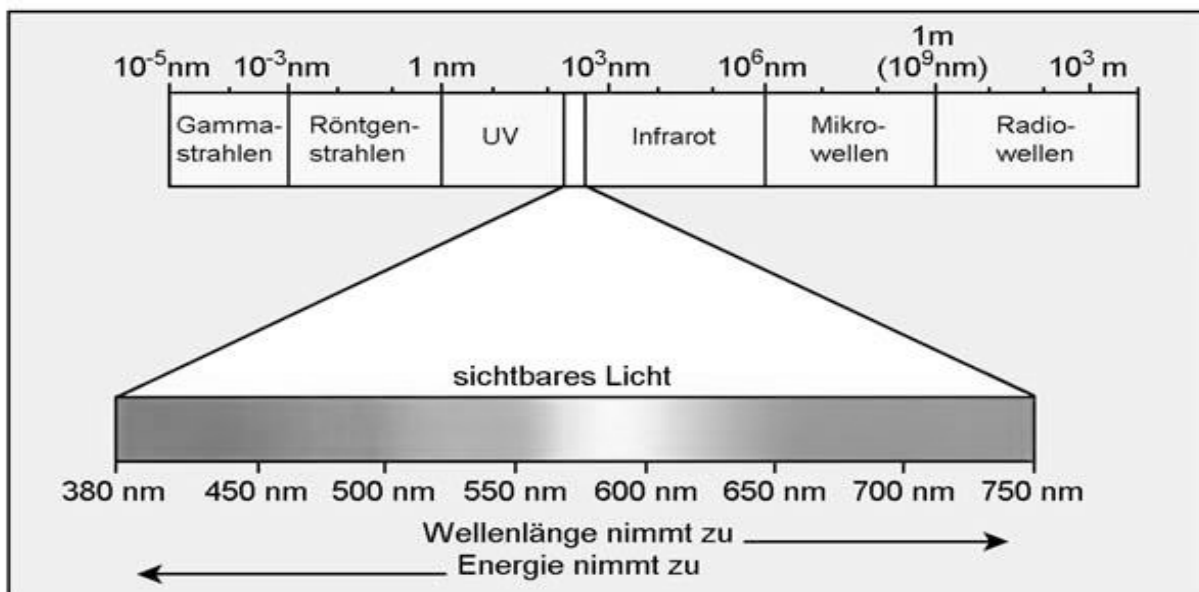 10⁻⁵nm 10⁻³nm 1 nm 10³nm 10⁶nm 1m (10⁹nm) 10³ m
Gamma- Röntgen- UV Infrarot Mikro- Radio-
strahlen strahlen wellen wellen
sichtbares Licht
380 nm 450 nm 500 nm 550 nm 600 nm 650 nm 700 nm 750 nm
Wellenlänge nimmt zu
Energie nimmt zu